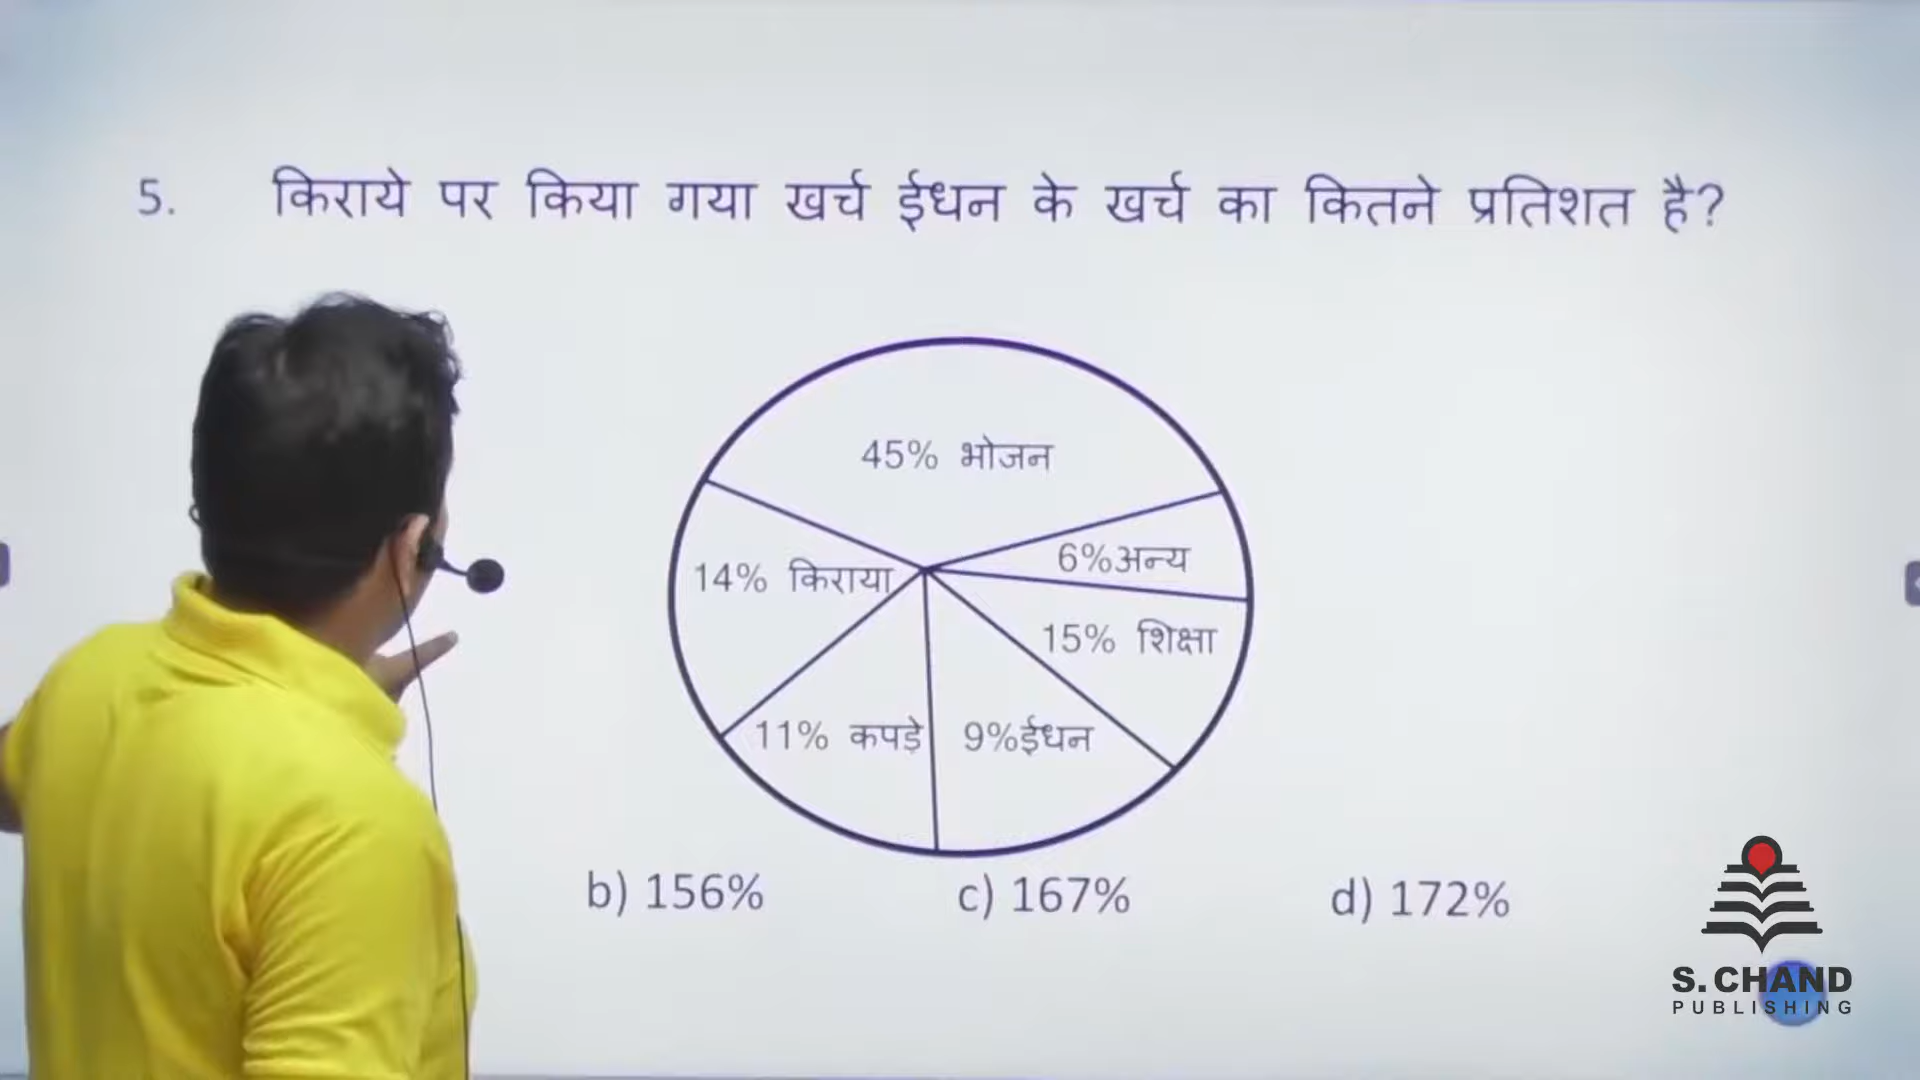 5. किराये पर किया गया खर्च ईधन के खर्च का कितने प्रतिशत है?
45% भोजन
6%अन्य
14% किराया
15% शिक्षा
11% कपड़े
9%ईधन
b) 156%
c) 167%
d) 172%
S. CHAND
PUBLISHING